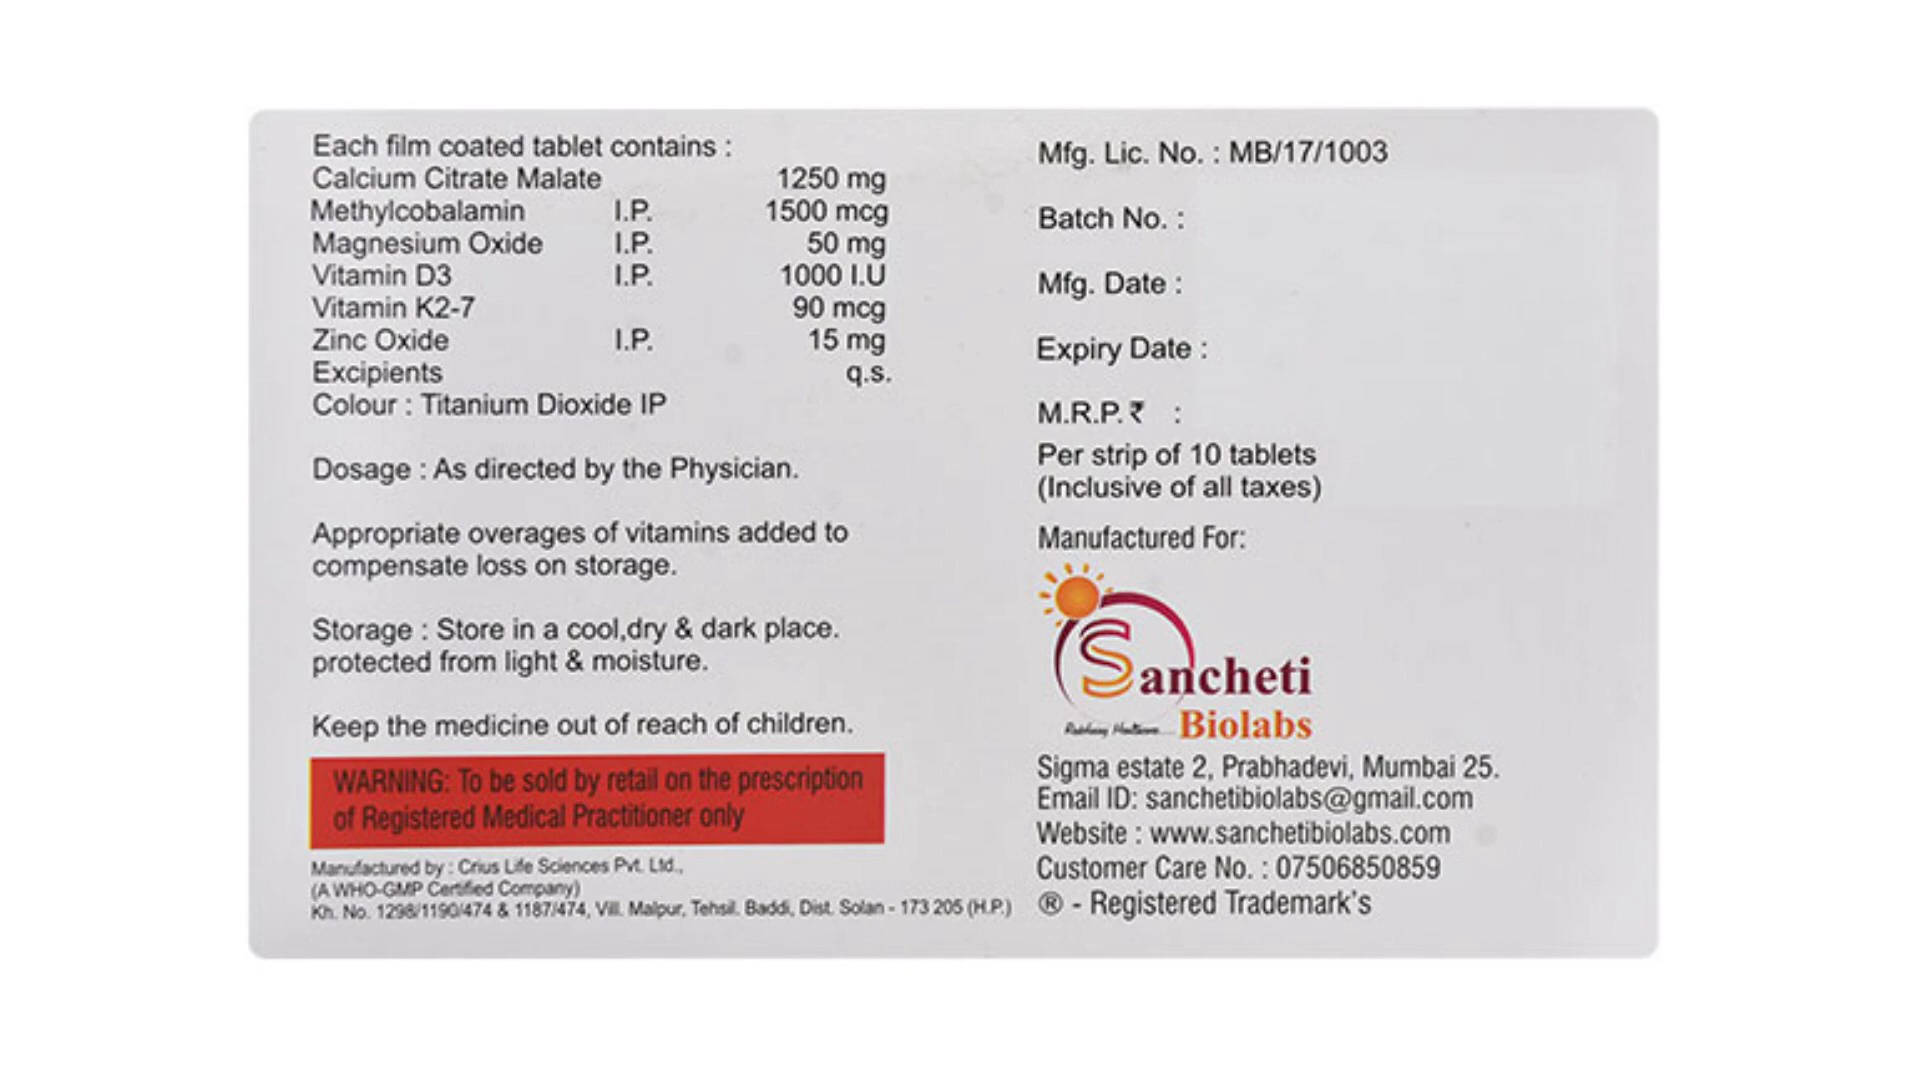 Each film coated tablet contains :
Calcium Citrate Malate 1250 mg
Methylcobalamin I.P. 1500 mcg
Magnesium Oxide I.P. 50 mg
Vitamin D3 I.P. 1000 I.U
Vitamin K2-7 90 mcg
Zinc Oxide I.P. 15 mg
Excipients q.s.
Colour : Titanium Dioxide IP
Dosage : As directed by the Physician.
Appropriate overages of vitamins added to
compensate loss on storage.
Storage : Store in a cool,dry & dark place.
protected from light & moisture.
Keep the medicine out of reach of children.
WARNING: To be sold by retail on the prescription
of Registered Medical Practitioner only
Manufactured by : Crius Life Sciences Pvt. Ltd.,
(A WHO-GMP Certified Company)
Kh. No. 1298/1190/474 & 1187/474, Vill. Malpur, Tehsil. Baddi, Dist. Solan - 173 205 (H.P.)
Mfg. Lic. No. : MB/17/1003
Batch No. :
Mfg. Date :
Expiry Date :
M.R.P. ₹ :
Per strip of 10 tablets
(Inclusive of all taxes)
Manufactured For:
Sancheti
Biolabs
Sigma estate 2, Prabhadevi, Mumbai 25.
Email ID: sanchetibiolabs@gmail.com
Website : www.sanchetibiolabs.com
Customer Care No. : 07506850859
® - Registered Trademark's